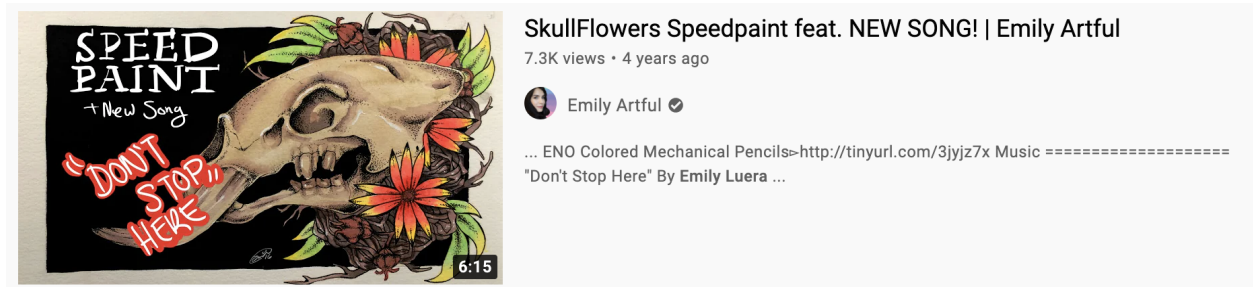 SPEED
PAINT
+New Song
"DON'T
STOP"
HERE
6:15
SkullFlowers Speedpaint feat. NEW SONG! | Emily Artful
7.3K views • 4 years ago
Emily Artful
... ENO Colored Mechanical Pencils▻http://tinyurl.com/3jyjz7x Music ====================
"Don't Stop Here" By Emily Luera ...